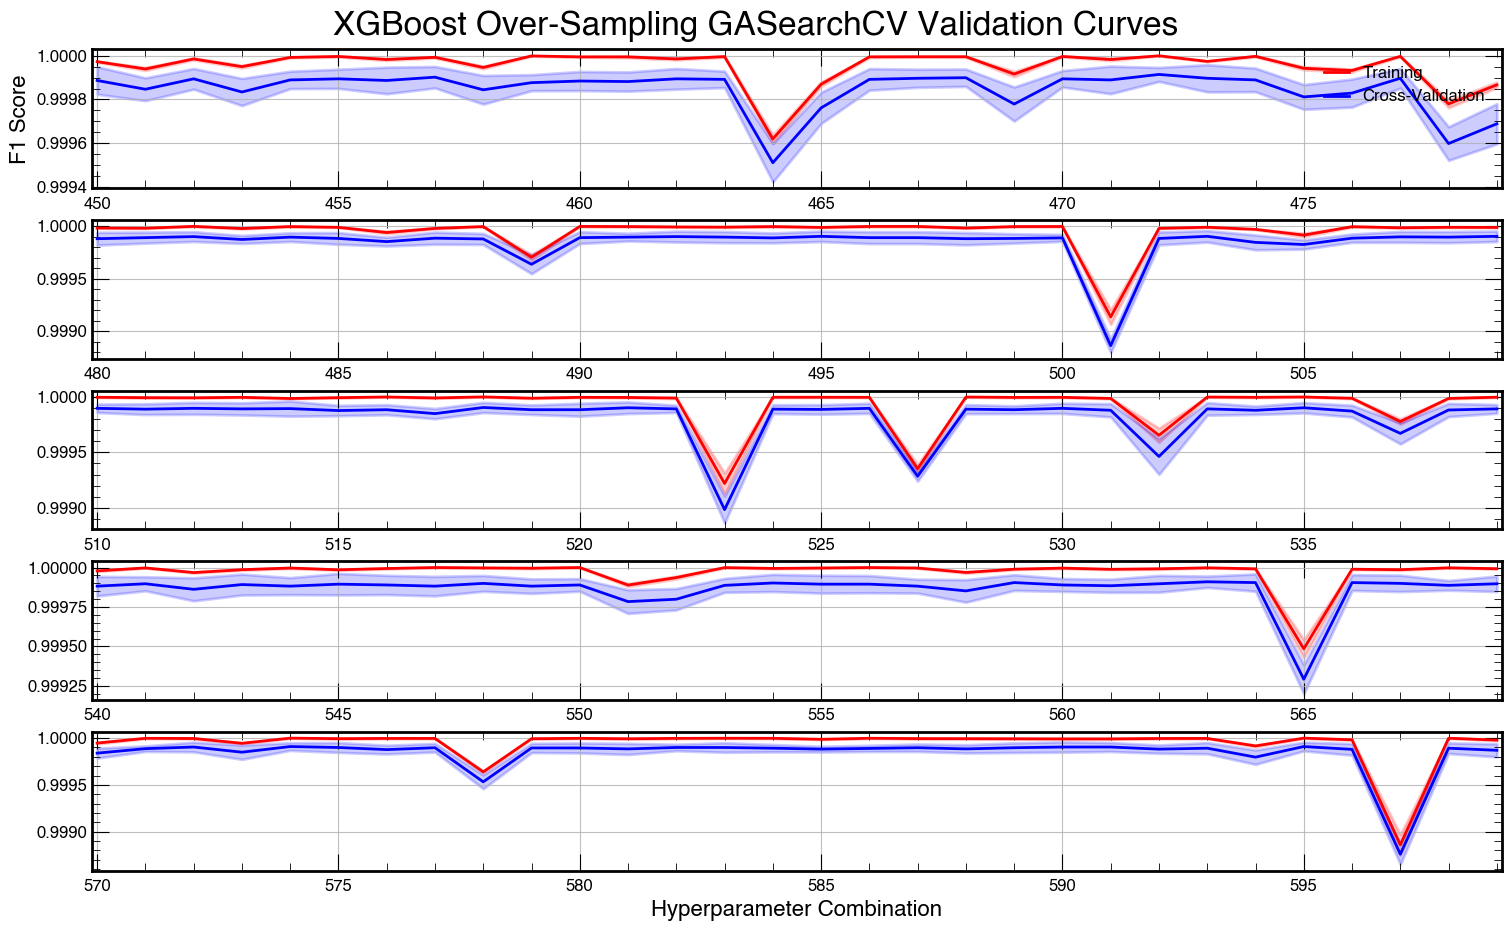 XGBoost Over-Sampling GASearchCV Validation Curves
1.0000
0.9998
0.9996
0.9994
F1 Score
Training
Cross-Validation
450 455 460 465 470 475
1.0000
0.9995
0.9990
480 485 490 495 500 505
1.0000
0.9995
0.9990
510 515 520 525 530 535
1.00000
0.99975
0.99950
0.99925
540 545 550 555 560 565
1.0000
0.9995
0.9990
570 575 580 585 590 595
Hyperparameter Combination